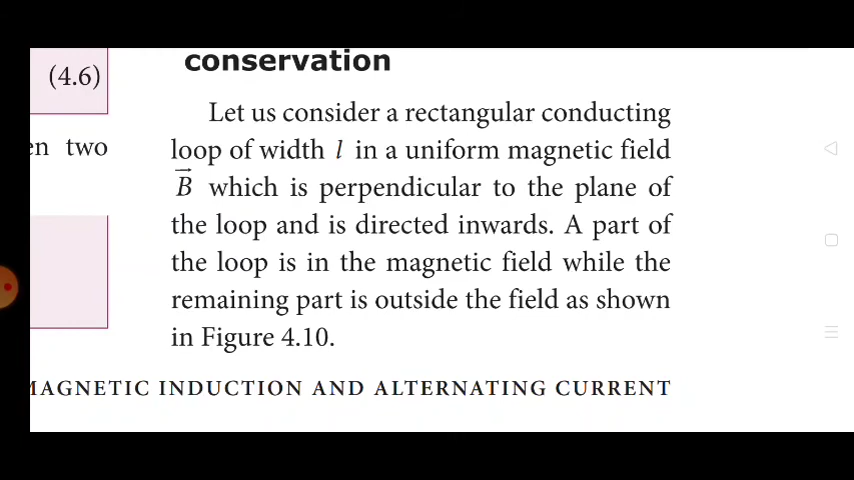 conservation
(4.6)
Let us consider a rectangular conducting
en two
loop of width l in a uniform magnetic field
B⃗ which is perpendicular to the plane of
the loop and is directed inwards. A part of
the loop is in the magnetic field while the
remaining part is outside the field as shown
in Figure 4.10.
MAGNETIC INDUCTION AND ALTERNATING CURRENT